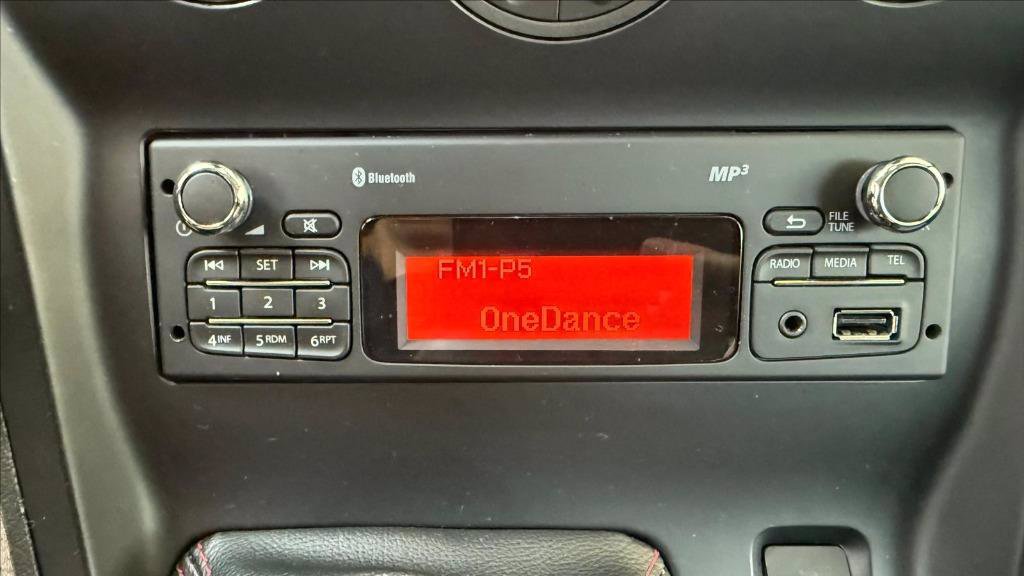 Bluetooth
MP3
FILE
TUNE
SET
RADIO
MEDIA
TEL
FM1-P5
OneDance
1
2
3
4INF
5RDM
6RPT